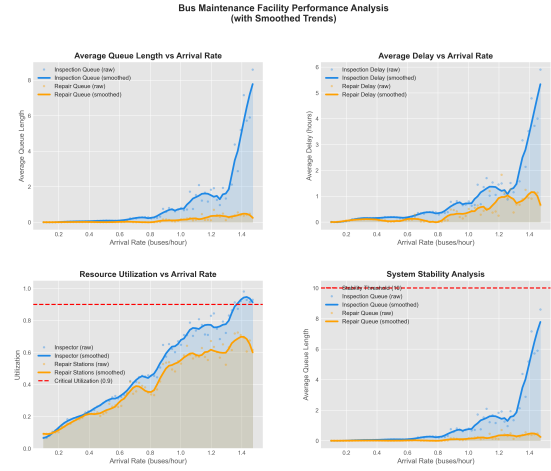 Bus Maintenance Facility Performance Analysis
(with Smoothed Trends)
Average Queue Length vs Arrival Rate
Inspection Queue (raw)
Inspection Queue (smoothed)
Repair Queue (raw)
Repair Queue (smoothed)
Average Queue Length
8
6
4
2
0
0.2 0.4 0.6 0.8 1.0 1.2 1.4
Arrival Rate (buses/hour)
Average Delay vs Arrival Rate
Inspection Delay (raw)
Inspection Delay (smoothed)
Repair Delay (raw)
Repair Delay (smoothed)
Average Delay (hours)
6
5
4
3
2
1
0
0.2 0.4 0.6 0.8 1.0 1.2 1.4
Arrival Rate (buses/hour)
Resource Utilization vs Arrival Rate
Inspector (raw)
Inspector (smoothed)
Repair Stations (raw)
Repair Stations (smoothed)
Critical Utilization (0.9)
Utilization
1.0
0.8
0.6
0.4
0.2
0.0
0.2 0.4 0.6 0.8 1.0 1.2 1.4
Arrival Rate (buses/hour)
System Stability Analysis
Stability Threshold (10)
Inspection Queue (raw)
Inspection Queue (smoothed)
Repair Queue (raw)
Repair Queue (smoothed)
Average Queue Length
10
8
6
4
2
0
0.2 0.4 0.6 0.8 1.0 1.2 1.4
Arrival Rate (buses/hour)